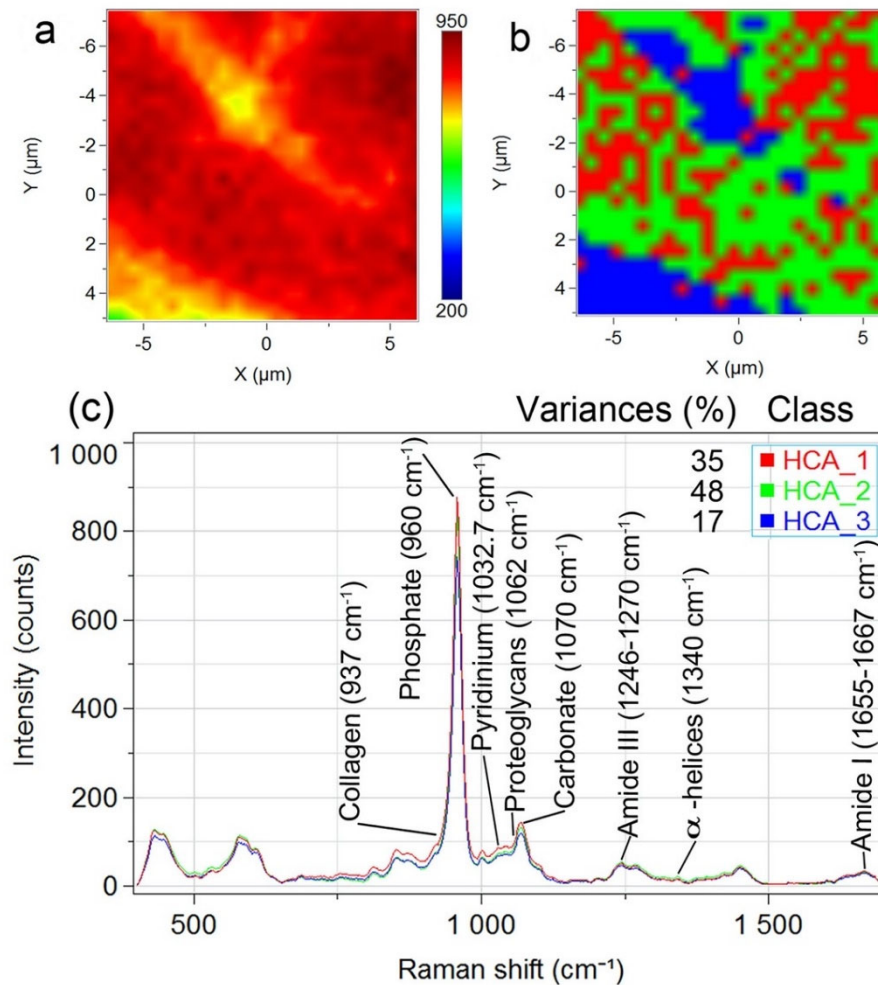 a
950
200
-6
-4
-2
0
2
4
Y (µm)
-5
0
5
X (µm)
b
-6
-4
-2
0
2
4
Y (µm)
-5
0
5
X (µm)
(c)
Variances (%) Class
35 HCA_1
48 HCA_2
17 HCA_3
1 000
800
600
400
200
0
Intensity (counts)
Collagen (937 cm⁻¹)
Phosphate (960 cm⁻¹)
Pyridinium (1032.7 cm⁻¹)
Proteoglycans (1062 cm⁻¹)
Carbonate (1070 cm⁻¹)
Amide III (1246-1270 cm⁻¹)
α -helices (1340 cm⁻¹)
Amide I (1655-1667 cm⁻¹)
500
1 000
1 500
Raman shift (cm⁻¹)